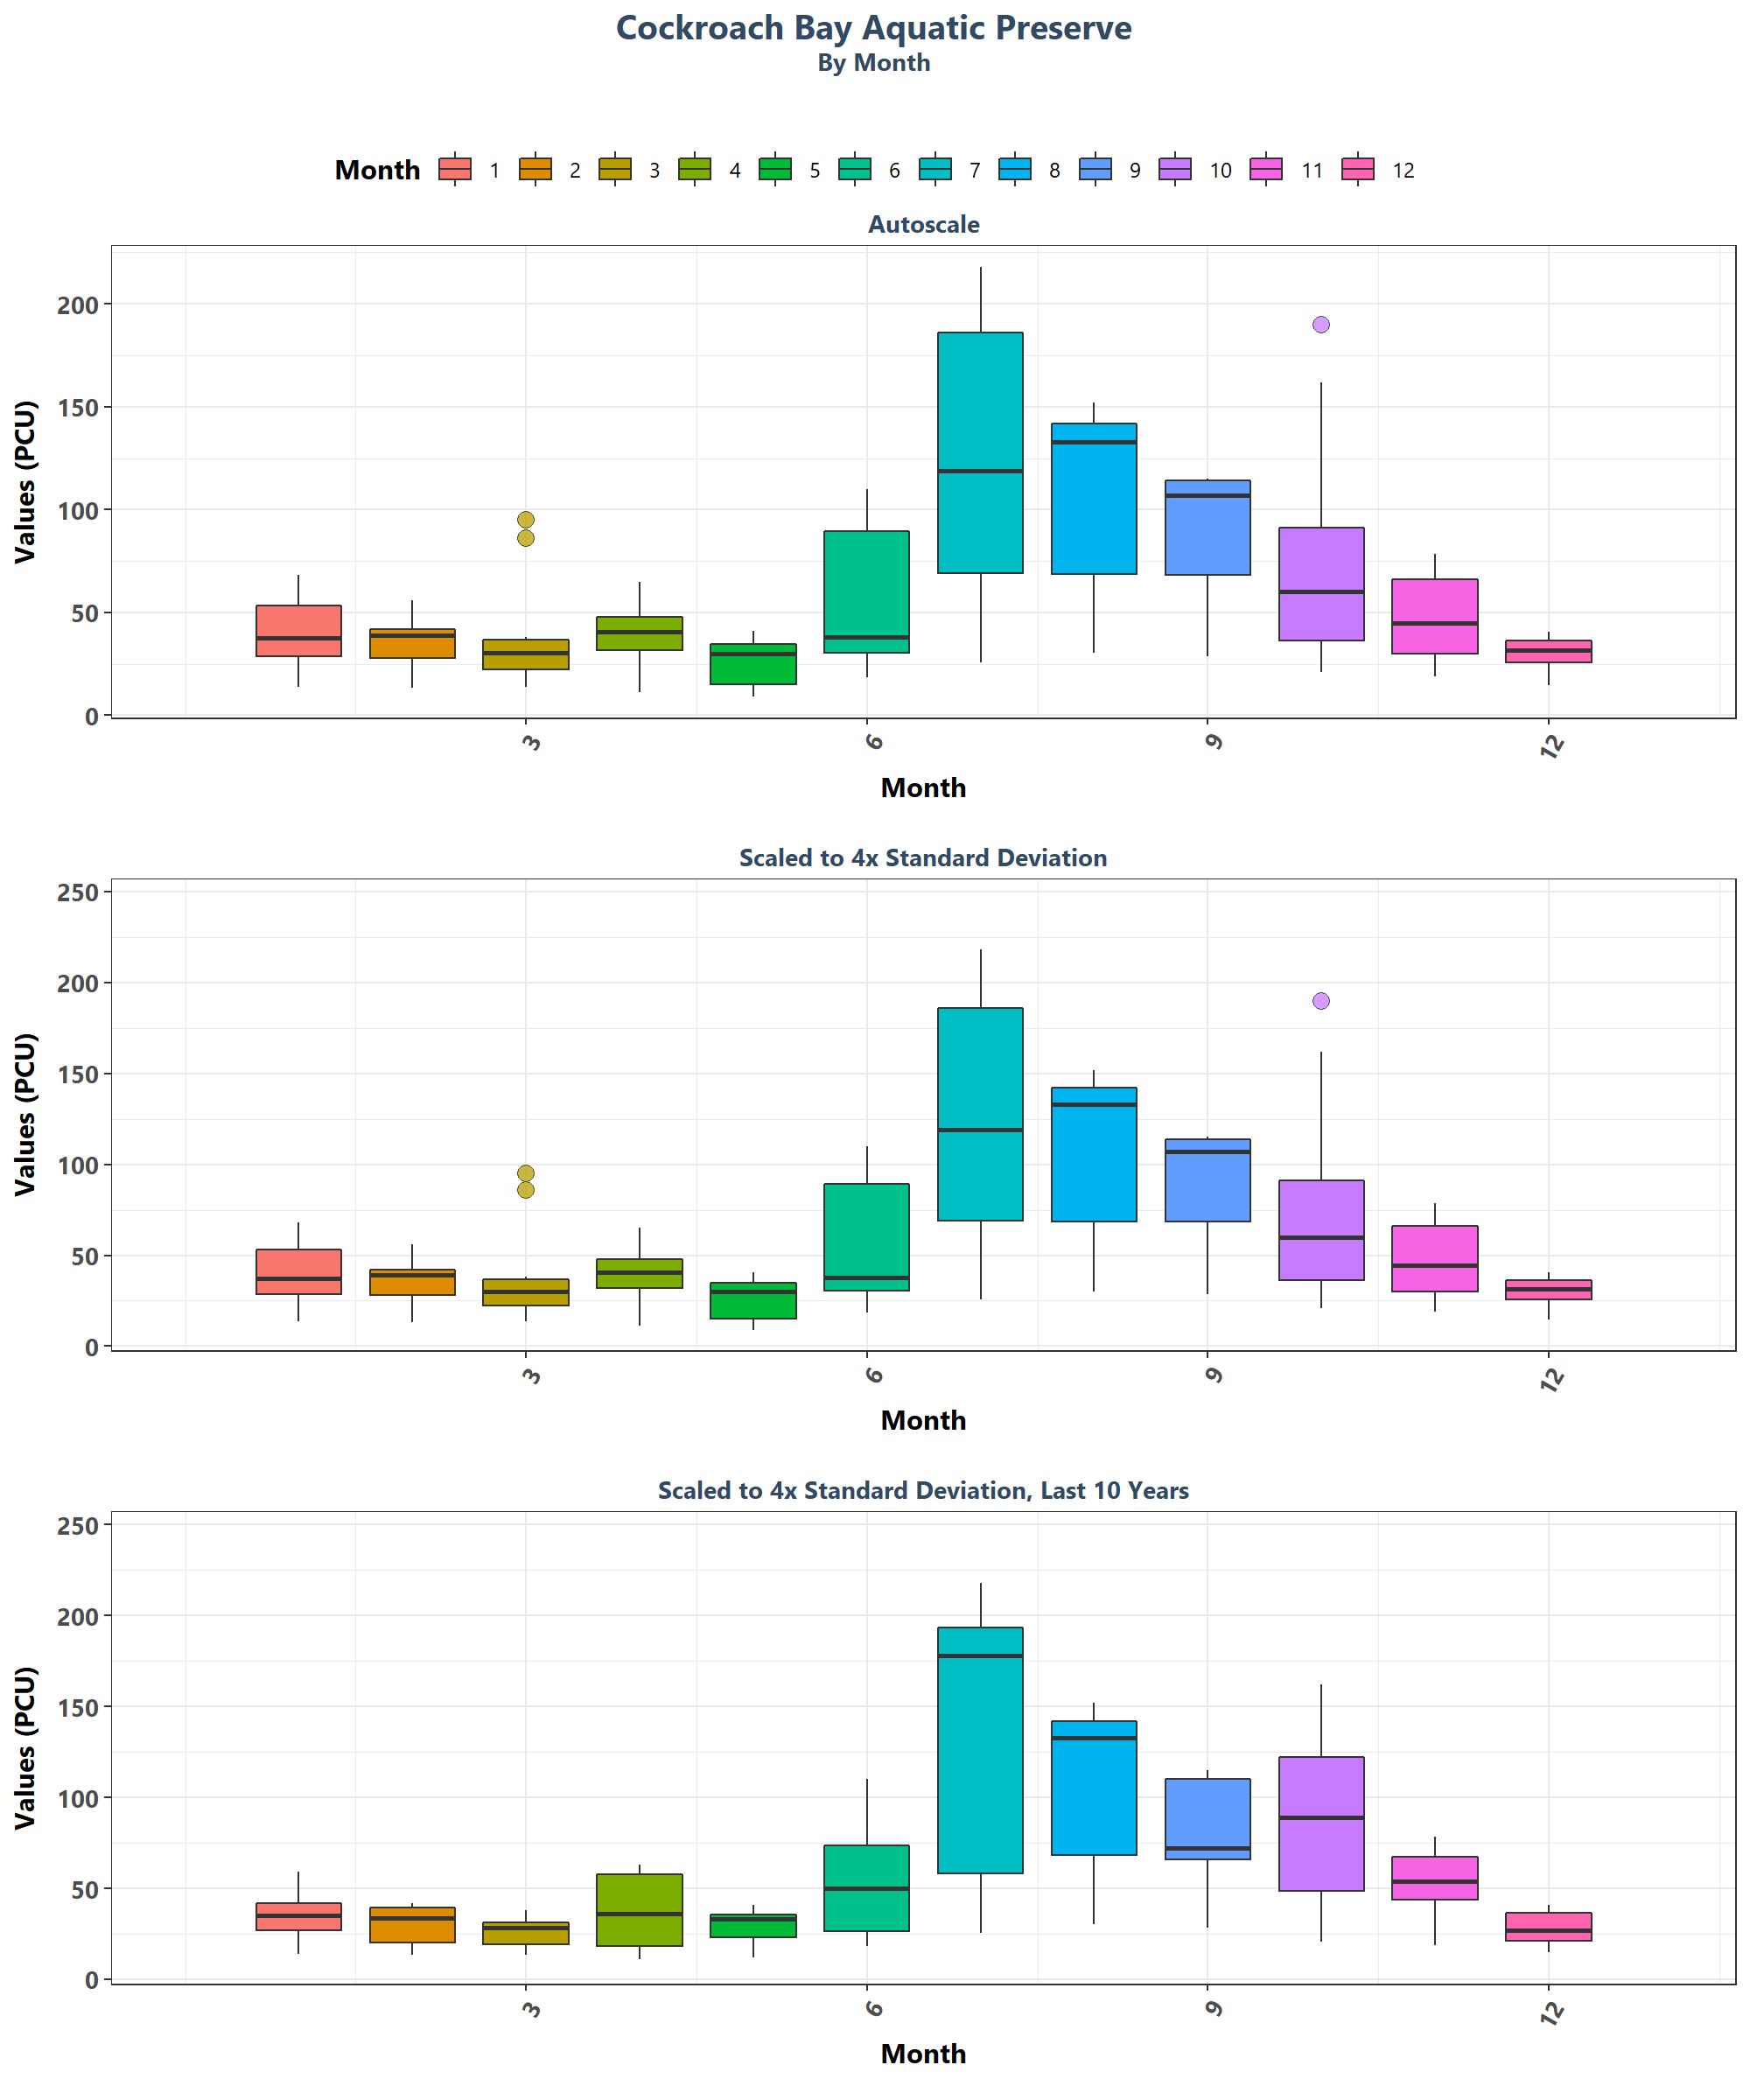 Cockroach Bay Aquatic Preserve
By Month
Month 1 2 3 4 5 6 7 8 9 10 11 12
Autoscale
Values (PCU)
200
150
100
50
0
3 6 9 12
Month
Scaled to 4x Standard Deviation
Values (PCU)
250
200
150
100
50
0
3 6 9 12
Month
Scaled to 4x Standard Deviation, Last 10 Years
Values (PCU)
250
200
150
100
50
0
3 6 9 12
Month